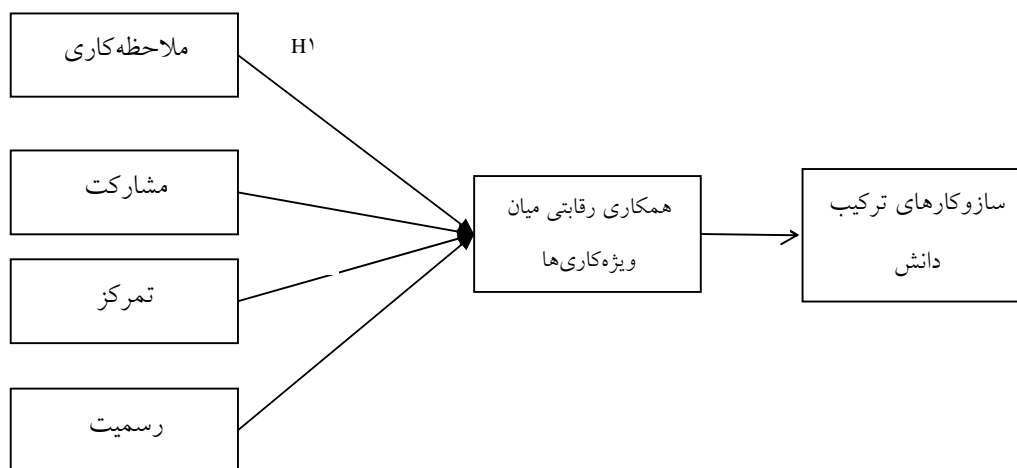 ملاحظه‌کاری
H۱
مشارکت
تمرکز
رسمیت
همکاری رقابتی میان
ویژه‌کاری‌ها
سازوکارهای ترکیب
دانش